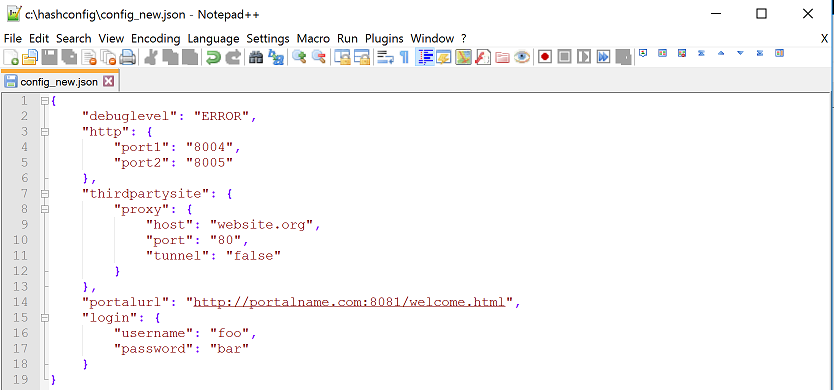 c:\hashconfig\config_new.json - Notepad++
File Edit Search View Encoding Language Settings Macro Run Plugins Window ? X
config_new.json
1 {
2 "debuglevel": "ERROR",
3 "http": {
4 "port1": "8004",
5 "port2": "8005"
6 },
7 "thirdpartysite": {
8 "proxy": {
9 "host": "website.org",
10 "port": "80",
11 "tunnel": "false"
12 }
13 },
14 "portalurl": "http://portalname.com:8081/welcome.html",
15 "login": {
16 "username": "foo",
17 "password": "bar"
18 }
19 }